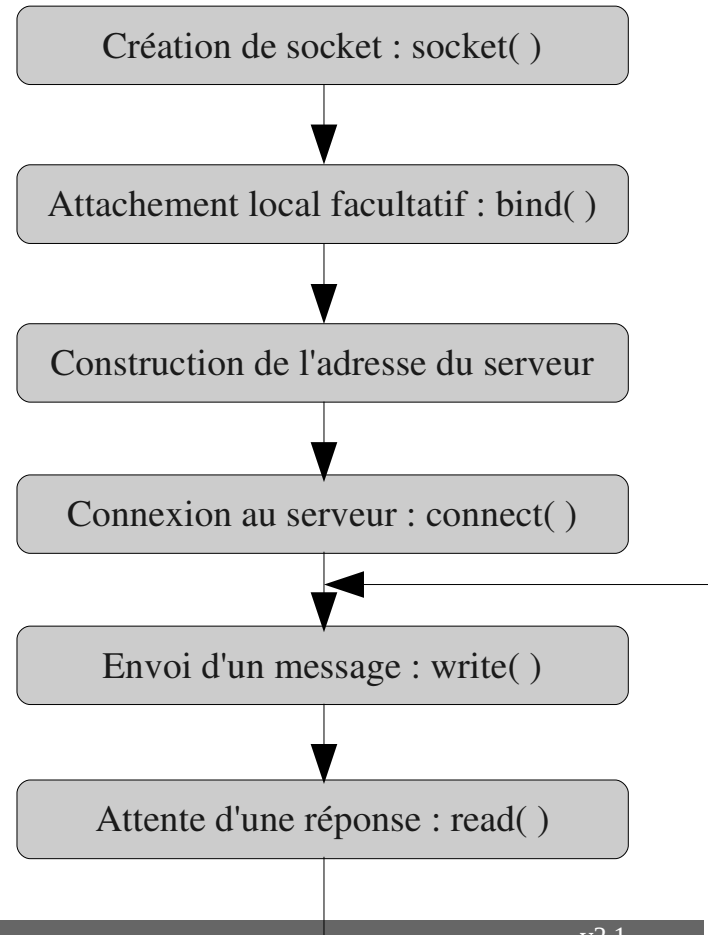 Création de socket : socket( )
Attachement local facultatif : bind( )
Construction de l'adresse du serveur
Connexion au serveur : connect( )
Envoi d'un message : write( )
Attente d'une réponse : read( )